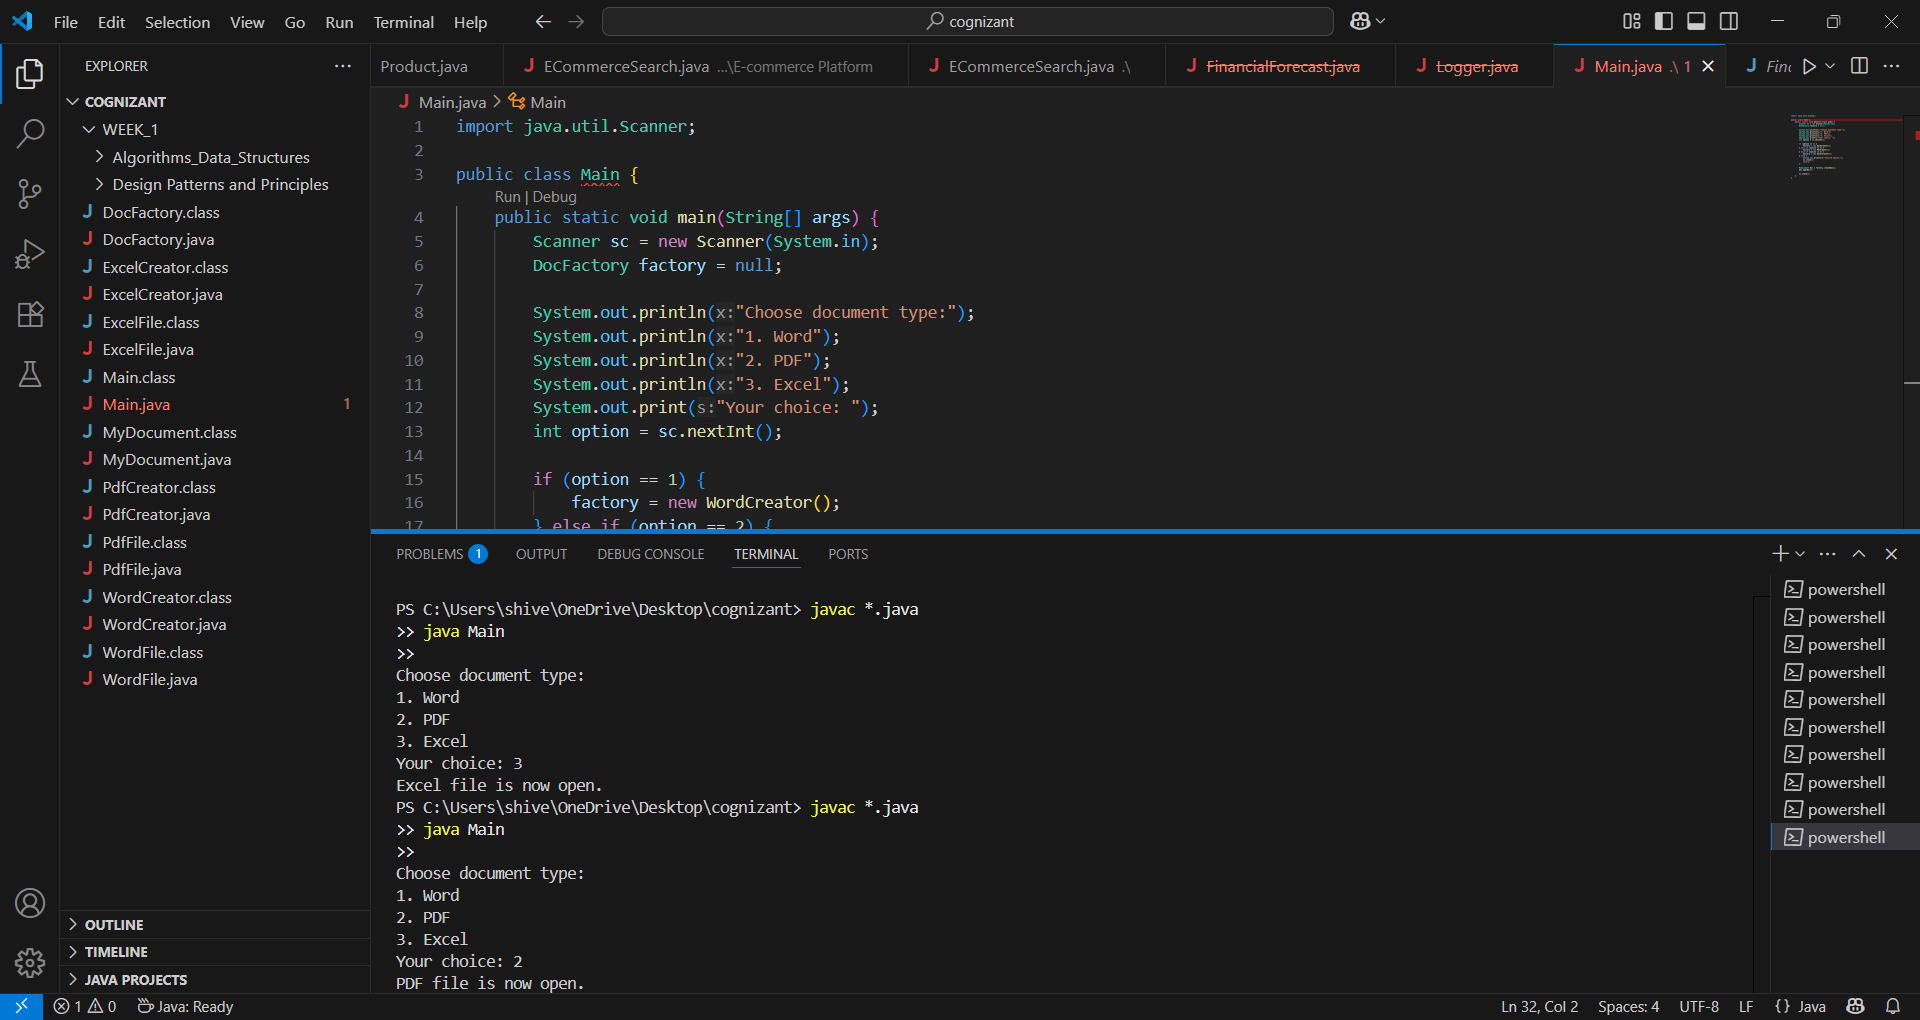 File Edit Selection View Go Run Terminal Help
cognizant
EXPLORER
COGNIZANT
WEEK_1
Algorithms_Data_Structures
Design Patterns and Principles
DocFactory.class
DocFactory.java
ExcelCreator.class
ExcelCreator.java
ExcelFile.class
ExcelFile.java
Main.class
Main.java 1
MyDocument.class
MyDocument.java
PdfCreator.class
PdfCreator.java
PdfFile.class
PdfFile.java
WordCreator.class
WordCreator.java
WordFile.class
WordFile.java
OUTLINE
TIMELINE
JAVA PROJECTS
Product.java
ECommerceSearch.java ...\E-commerce Platform
ECommerceSearch.java .\
FinancialForecast.java
Logger.java
Main.java .\ 1
Main.java > Main
1 import java.util.Scanner;
2
3 public class Main {
Run | Debug
4 public static void main(String[] args) {
5 Scanner sc = new Scanner(System.in);
6 DocFactory factory = null;
7
8 System.out.println(x:"Choose document type:");
9 System.out.println(x:"1. Word");
10 System.out.println(x:"2. PDF");
11 System.out.println(x:"3. Excel");
12 System.out.print(s:"Your choice: ");
13 int option = sc.nextInt();
14
15 if (option == 1) {
16 factory = new WordCreator();
17 } else if (option == 2) {
PROBLEMS 1 OUTPUT DEBUG CONSOLE TERMINAL PORTS
PS C:\Users\shive\OneDrive\Desktop\cognizant> javac *.java
>> java Main
>>
Choose document type:
1. Word
2. PDF
3. Excel
Your choice: 3
Excel file is now open.
PS C:\Users\shive\OneDrive\Desktop\cognizant> javac *.java
>> java Main
>>
Choose document type:
1. Word
2. PDF
3. Excel
Your choice: 2
PDF file is now open.
powershell
powershell
powershell
powershell
powershell
powershell
powershell
powershell
powershell
powershell
1 0 Java: Ready
Ln 32, Col 2 Spaces: 4 UTF-8 LF {} Java